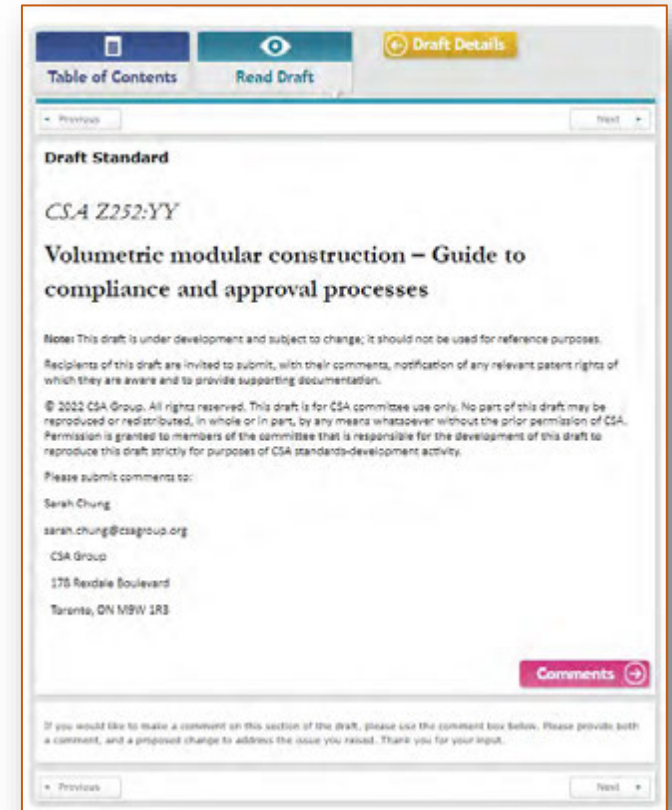 Table of Contents
Read Draft
Draft Details
Previous
Next
Draft Standard
CSA Z252:YY
Volumetric modular construction – Guide to
compliance and approval processes
Note: This draft is under development and subject to change; it should not be used for reference purposes.
Recipients of this draft are invited to submit, with their comments, notification of any relevant patent rights of
which they are aware and to provide supporting documentation.
© 2022 CSA Group. All rights reserved. This draft is for CSA committee use only. No part of this draft may be
reproduced or redistributed, in whole or in part, by any means whatsoever without the prior permission of CSA.
Permission is granted to members of the committee that is responsible for the development of this draft to
reproduce this draft strictly for purposes of CSA standards-development activity.
Please submit comments to:
Sarah Chung
sarah.chung@csagroup.org
CSA Group
178 Rexdale Boulevard
Toronto, ON M9W 1R3
Comments
If you would like to make a comment on this section of the draft, please use the comment box below. Please provide both
a comment, and a proposed change to address the issue you raised. Thank you for your input.
Previous
Next